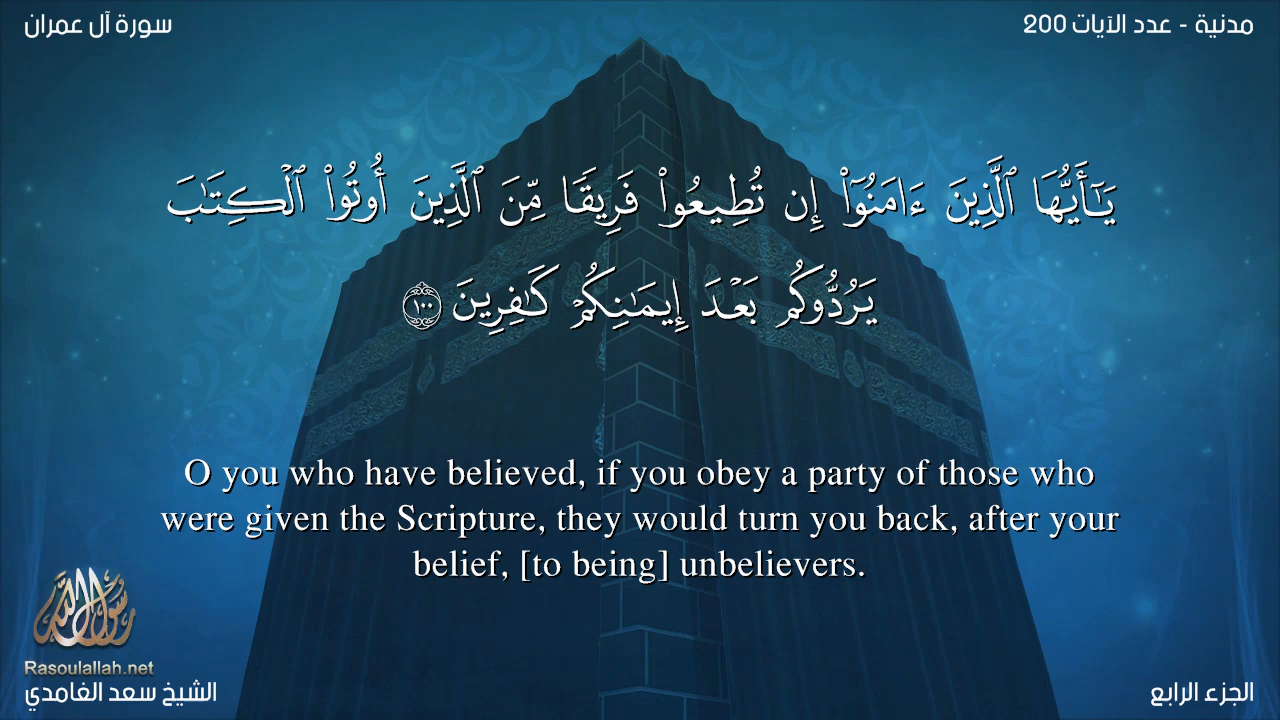 سورة آل عمران
مدنية - عدد الآيات 200
يَٰٓأَيُّهَا ٱلَّذِينَ ءَامَنُوٓا۟ إِن تُطِيعُوا۟ فَرِيقًا مِّنَ ٱلَّذِينَ أُوتُوا۟ ٱلْكِتَٰبَ
يَرُدُّوكُم بَعْدَ إِيمَٰنِكُمْ كَٰفِرِينَ ١٠٠
O you who have believed, if you obey a party of those who
were given the Scripture, they would turn you back, after your
belief, [to being] unbelievers.
رسول الله
Rasoulallah.net
الشيخ سعد الغامدي
الجزء الرابع